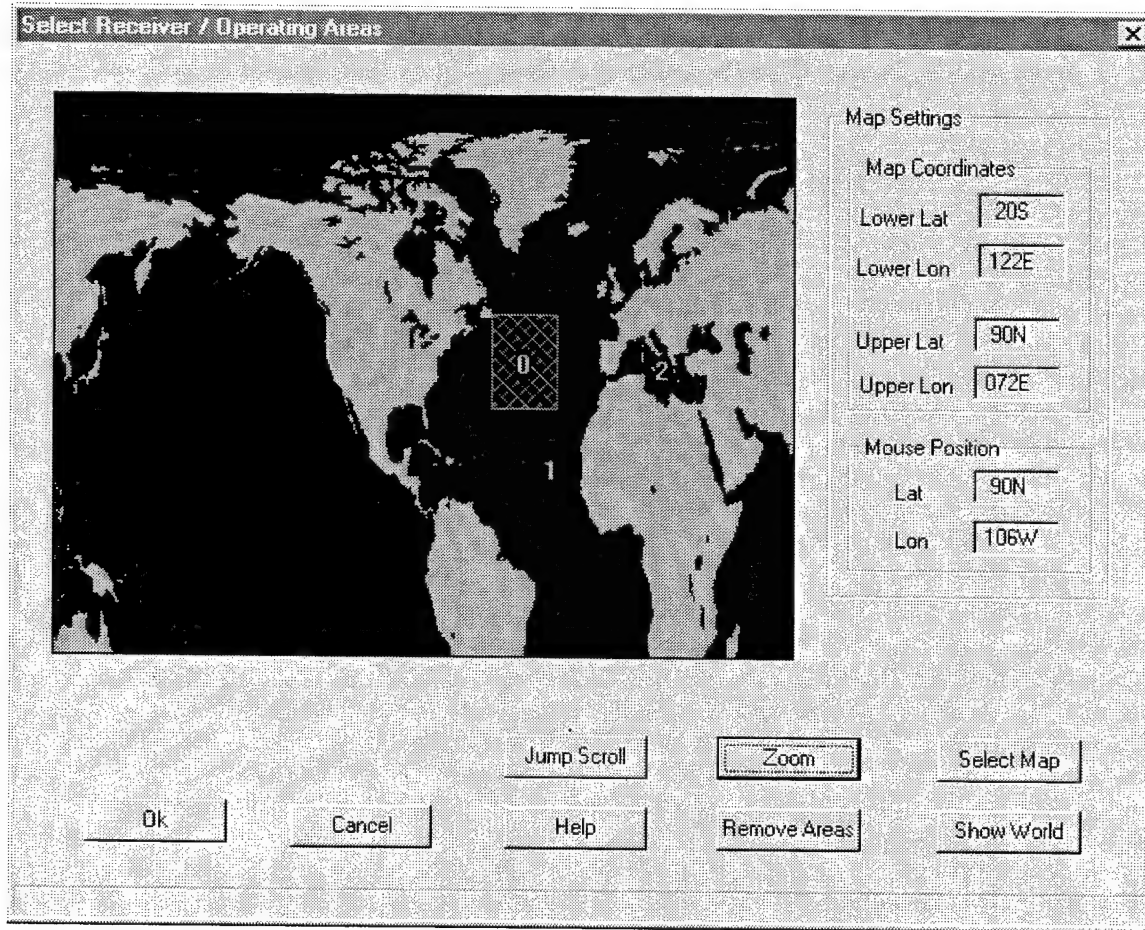 Select Receiver / Operating Areas
Map Settings
Map Coordinates
Lower Lat 20S
Lower Lon 122E
Upper Lat 90N
Upper Lon 072E
Mouse Position
Lat 90N
Lon 106W
0
1
2
Jump Scroll
Zoom
Select Map
Ok
Cancel
Help
Remove Areas
Show World